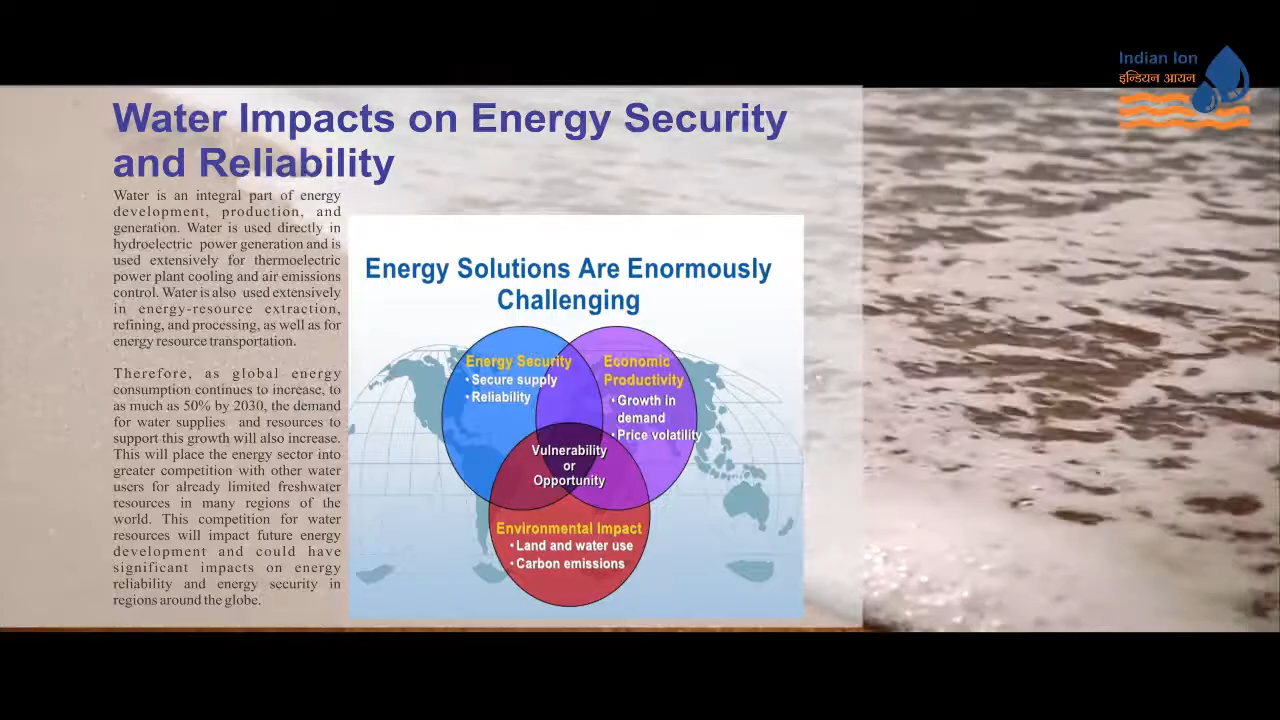 Indian Ion
इन्डियन आयन
Water Impacts on Energy Security
and Reliability
Water is an integral part of energy
development, production, and
generation. Water is used directly in
hydroelectric power generation and is
used extensively for thermoelectric
power plant cooling and air emissions
control. Water is also used extensively
in energy-resource extraction,
refining, and processing, as well as for
energy resource transportation.
Therefore, as global energy
consumption continues to increase, to
as much as 50% by 2030, the demand
for water supplies and resources to
support this growth will also increase.
This will place the energy sector into
greater competition with other water
users for already limited freshwater
resources in many regions of the
world. This competition for water
resources will impact future energy
development and could have
significant impacts on energy
reliability and energy security in
regions around the globe.
Energy Solutions Are Enormously
Challenging
Energy Security
• Secure supply
• Reliability
Economic
Productivity
• Growth in
demand
• Price volatility
Vulnerability
or
Opportunity
Environmental Impact
• Land and water use
• Carbon emissions